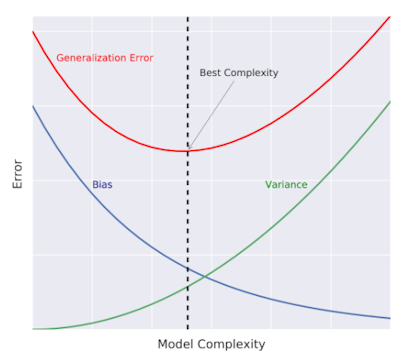 Generalization Error
Best Complexity
Bias
Variance
Error
Model Complexity